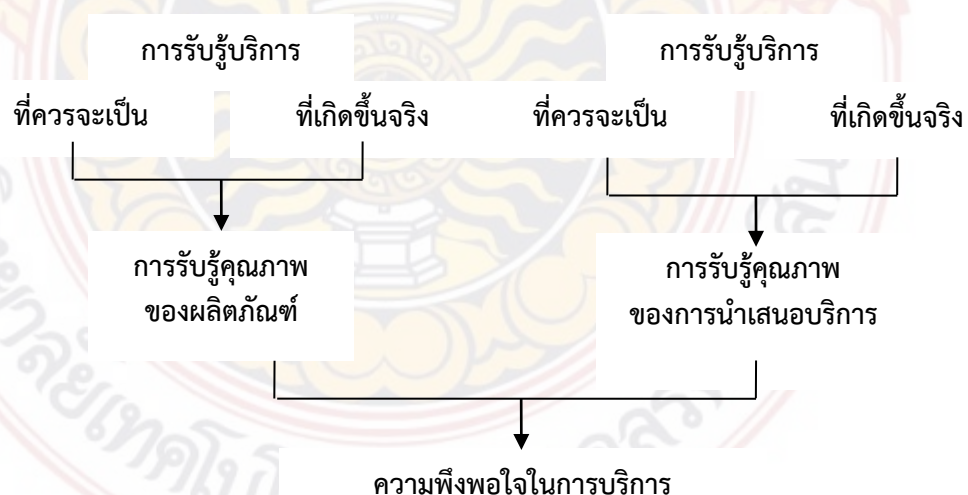 การรับรู้บริการ การรับรู้บริการ
ที่ควรจะเป็น ที่เกิดขึ้นจริง ที่ควรจะเป็น ที่เกิดขึ้นจริง
การรับรู้คุณภาพ
ของผลิตภัณฑ์
การรับรู้คุณภาพ
ของการนำเสนอบริการ
ความพึงพอใจในการบริการ